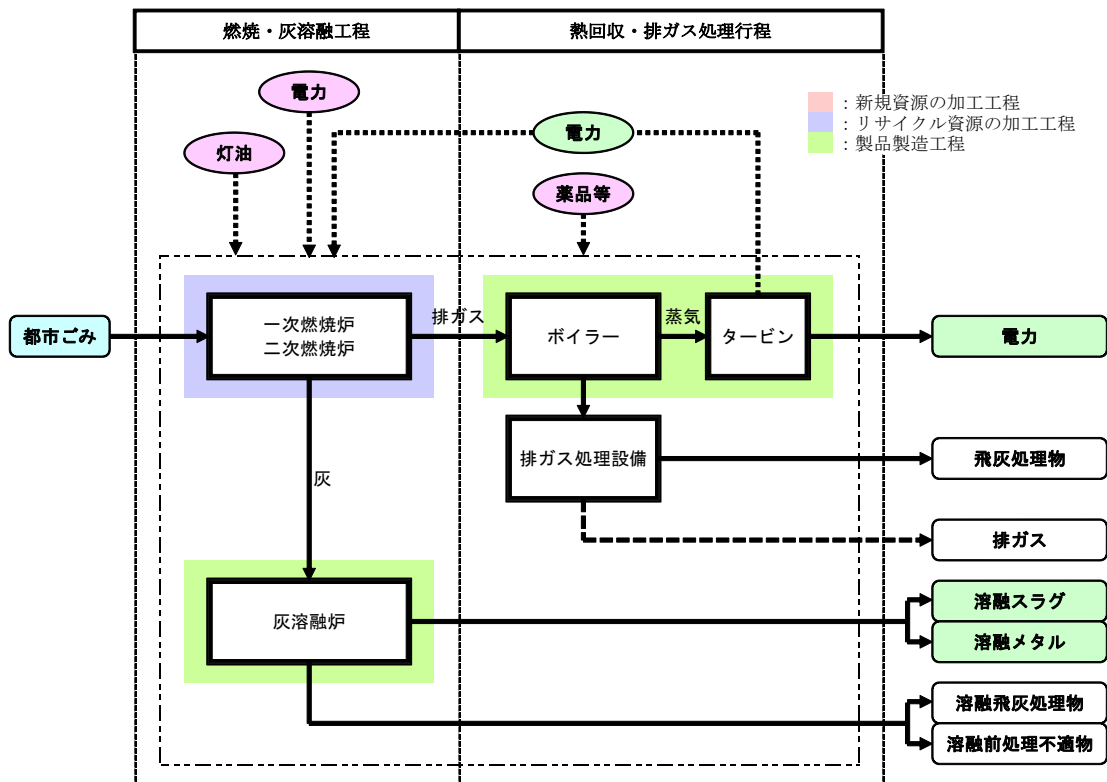 燃焼・灰溶融工程
熱回収・排ガス処理行程
電力
灯油
電力
薬品等
：新規資源の加工工程
：リサイクル資源の加工工程
：製品製造工程
都市ごみ
一次燃焼炉
二次燃焼炉
排ガス
ボイラー
蒸気
タービン
電力
排ガス処理設備
飛灰処理物
灰
排ガス
灰溶融炉
溶融スラグ
溶融メタル
溶融飛灰処理物
溶融前処理不適物